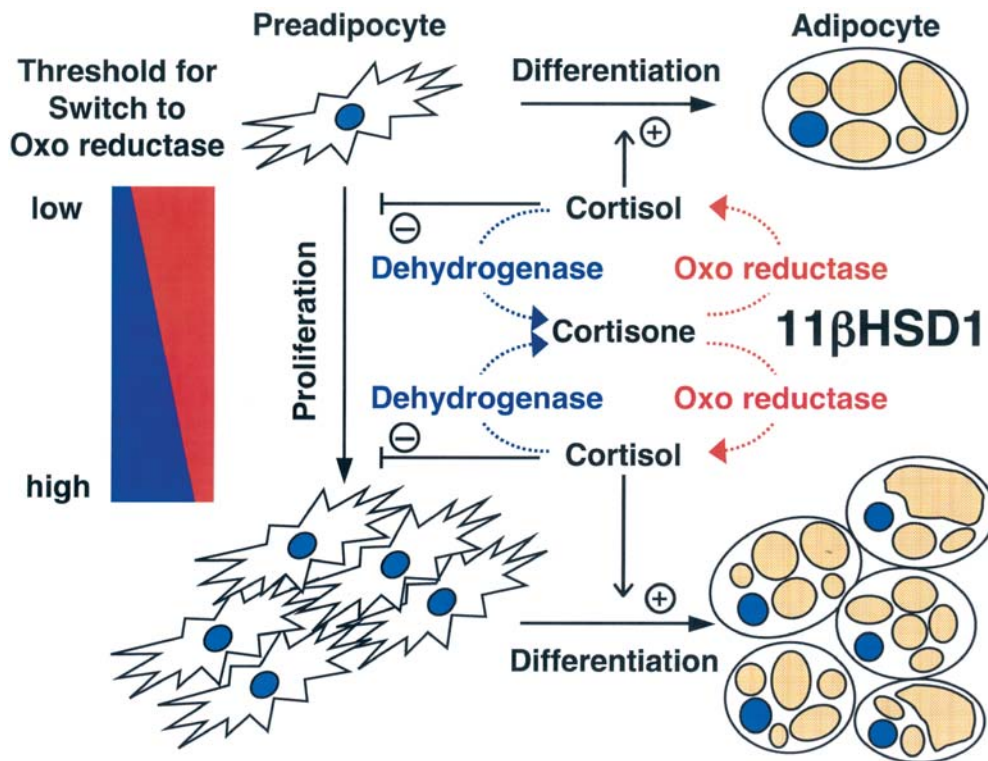 Preadipocyte
Adipocyte
Threshold for
Switch to
Oxo reductase
Differentiation
low
+
Cortisol
−
Dehydrogenase
Oxo reductase
Proliferation
Cortisone
11βHSD1
Dehydrogenase
Oxo reductase
−
Cortisol
high
+
Differentiation